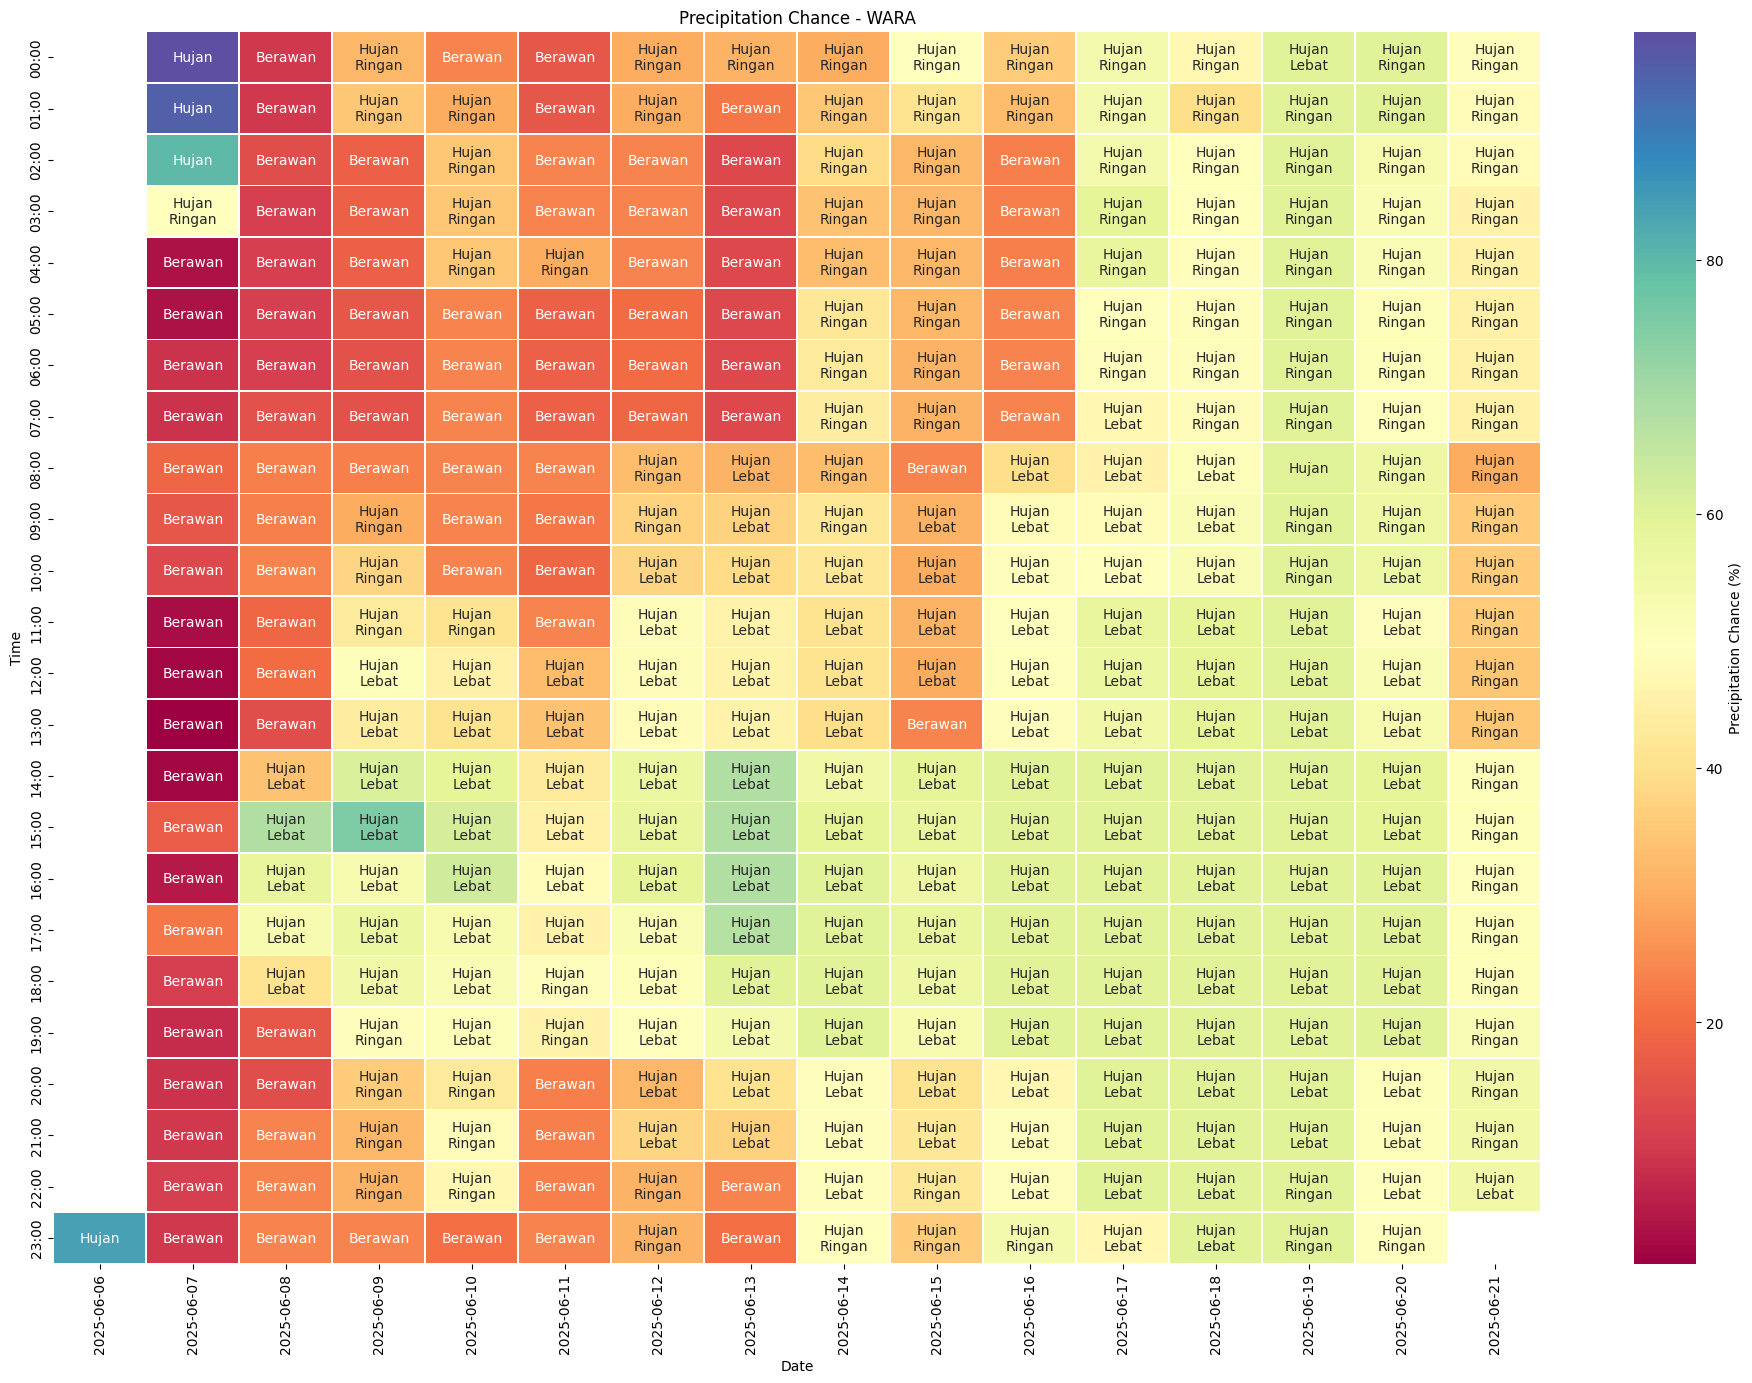 Precipitation Chance - WARA
00:00 Hujan Berawan Hujan Ringan Berawan Berawan Hujan Ringan Hujan Ringan Hujan Ringan Hujan Ringan Hujan Ringan Hujan Ringan Hujan Ringan Hujan Lebat Hujan Ringan Hujan Ringan
01:00 Hujan Berawan Hujan Ringan Hujan Ringan Berawan Hujan Ringan Berawan Hujan Ringan Hujan Ringan Hujan Ringan Hujan Ringan Hujan Ringan Hujan Ringan Hujan Ringan Hujan Ringan
02:00 Hujan Berawan Berawan Hujan Ringan Berawan Berawan Berawan Hujan Ringan Hujan Ringan Berawan Hujan Ringan Hujan Ringan Hujan Ringan Hujan Ringan Hujan Ringan
03:00 Hujan Ringan Berawan Berawan Hujan Ringan Berawan Berawan Berawan Hujan Ringan Hujan Ringan Berawan Hujan Ringan Hujan Ringan Hujan Ringan Hujan Ringan Hujan Ringan
04:00 Berawan Berawan Berawan Hujan Ringan Hujan Ringan Berawan Berawan Hujan Ringan Hujan Ringan Berawan Hujan Ringan Hujan Ringan Hujan Ringan Hujan Ringan Hujan Ringan
05:00 Berawan Berawan Berawan Berawan Berawan Berawan Berawan Hujan Ringan Hujan Ringan Berawan Hujan Ringan Hujan Ringan Hujan Ringan Hujan Ringan Hujan Ringan
06:00 Berawan Berawan Berawan Berawan Berawan Berawan Berawan Hujan Ringan Hujan Ringan Berawan Hujan Ringan Hujan Ringan Hujan Ringan Hujan Ringan Hujan Ringan
07:00 Berawan Berawan Berawan Berawan Berawan Berawan Berawan Hujan Ringan Hujan Ringan Berawan Hujan Lebat Hujan Ringan Hujan Ringan Hujan Ringan Hujan Ringan
08:00 Berawan Berawan Berawan Berawan Berawan Hujan Ringan Hujan Lebat Hujan Ringan Berawan Hujan Lebat Hujan Lebat Hujan Lebat Hujan Hujan Ringan Hujan Ringan
09:00 Berawan Berawan Hujan Ringan Berawan Berawan Hujan Ringan Hujan Lebat Hujan Ringan Hujan Lebat Hujan Lebat Hujan Lebat Hujan Lebat Hujan Ringan Hujan Ringan Hujan Ringan
10:00 Berawan Berawan Hujan Ringan Berawan Berawan Hujan Lebat Hujan Lebat Hujan Lebat Hujan Lebat Hujan Lebat Hujan Lebat Hujan Lebat Hujan Ringan Hujan Lebat Hujan Ringan
11:00 Berawan Berawan Hujan Ringan Hujan Ringan Berawan Hujan Lebat Hujan Lebat Hujan Lebat Hujan Lebat Hujan Lebat Hujan Lebat Hujan Lebat Hujan Lebat Hujan Lebat Hujan Ringan
12:00 Berawan Berawan Hujan Lebat Hujan Lebat Hujan Lebat Hujan Lebat Hujan Lebat Hujan Lebat Hujan Lebat Hujan Lebat Hujan Lebat Hujan Lebat Hujan Lebat Hujan Lebat Hujan Ringan
13:00 Berawan Berawan Hujan Lebat Hujan Lebat Hujan Lebat Hujan Lebat Hujan Lebat Hujan Lebat Berawan Hujan Lebat Hujan Lebat Hujan Lebat Hujan Lebat Hujan Lebat Hujan Ringan
14:00 Berawan Hujan Lebat Hujan Lebat Hujan Lebat Hujan Lebat Hujan Lebat Hujan Lebat Hujan Lebat Hujan Lebat Hujan Lebat Hujan Lebat Hujan Lebat Hujan Lebat Hujan Lebat Hujan Ringan
15:00 Berawan Hujan Lebat Hujan Lebat Hujan Lebat Hujan Lebat Hujan Lebat Hujan Lebat Hujan Lebat Hujan Lebat Hujan Lebat Hujan Lebat Hujan Lebat Hujan Lebat Hujan Lebat Hujan Ringan
16:00 Berawan Hujan Lebat Hujan Lebat Hujan Lebat Hujan Lebat Hujan Lebat Hujan Lebat Hujan Lebat Hujan Lebat Hujan Lebat Hujan Lebat Hujan Lebat Hujan Lebat Hujan Lebat Hujan Ringan
17:00 Berawan Hujan Lebat Hujan Lebat Hujan Lebat Hujan Lebat Hujan Lebat Hujan Lebat Hujan Lebat Hujan Lebat Hujan Lebat Hujan Lebat Hujan Lebat Hujan Lebat Hujan Lebat Hujan Ringan
18:00 Berawan Hujan Lebat Hujan Lebat Hujan Lebat Hujan Ringan Hujan Lebat Hujan Lebat Hujan Lebat Hujan Lebat Hujan Lebat Hujan Lebat Hujan Lebat Hujan Lebat Hujan Lebat Hujan Ringan
19:00 Berawan Berawan Hujan Ringan Hujan Lebat Hujan Ringan Hujan Lebat Hujan Lebat Hujan Lebat Hujan Lebat Hujan Lebat Hujan Lebat Hujan Lebat Hujan Lebat Hujan Lebat Hujan Ringan
20:00 Berawan Berawan Hujan Ringan Hujan Ringan Berawan Hujan Lebat Hujan Lebat Hujan Lebat Hujan Lebat Hujan Lebat Hujan Lebat Hujan Lebat Hujan Lebat Hujan Lebat Hujan Ringan
21:00 Berawan Berawan Hujan Ringan Hujan Ringan Berawan Hujan Lebat Hujan Lebat Hujan Lebat Hujan Lebat Hujan Lebat Hujan Lebat Hujan Lebat Hujan Lebat Hujan Lebat Hujan Ringan
22:00 Berawan Berawan Hujan Ringan Hujan Ringan Berawan Hujan Ringan Berawan Hujan Lebat Hujan Ringan Hujan Lebat Hujan Lebat Hujan Lebat Hujan Ringan Hujan Lebat Hujan Lebat
23:00 Hujan Berawan Berawan Berawan Berawan Berawan Hujan Ringan Berawan Hujan Ringan Hujan Ringan Hujan Ringan Hujan Lebat Hujan Lebat Hujan Ringan Hujan Ringan
Time
2025-06-06 2025-06-07 2025-06-08 2025-06-09 2025-06-10 2025-06-11 2025-06-12 2025-06-13 2025-06-14 2025-06-15 2025-06-16 2025-06-17 2025-06-18 2025-06-19 2025-06-20 2025-06-21
Date
80
60
40
20
Precipitation Chance (%)